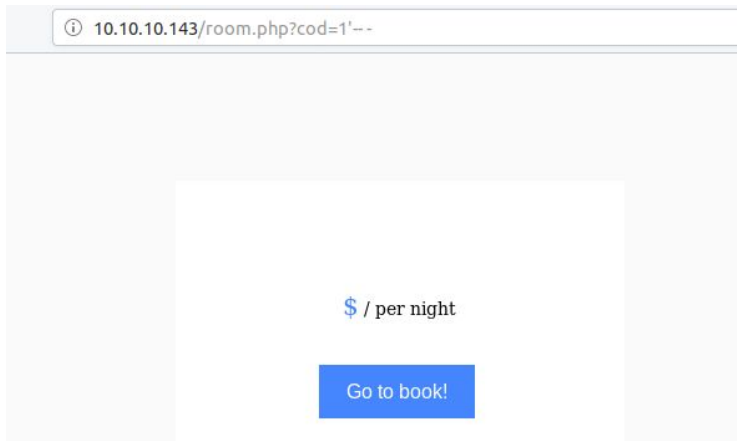 10.10.10.143/room.php?cod=1'-- -
$ / per night
Go to book!